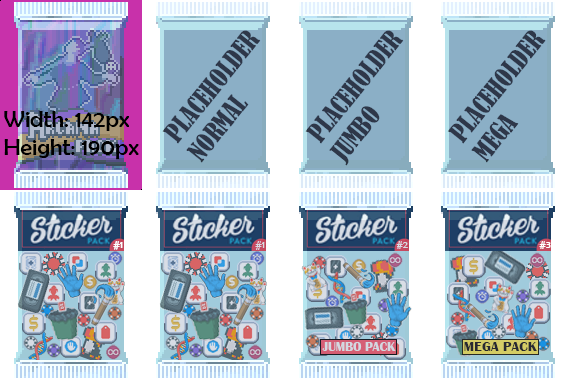 Width: 142px
Height: 190px
PLACEHOLDER
NORMAL
PLACEHOLDER
JUMBO
PLACEHOLDER
MEGA
Sticker
PACK
#1
Sticker
PACK
#1
Sticker
PACK
#2
JUMBO PACK
Sticker
PACK
#3
MEGA PACK